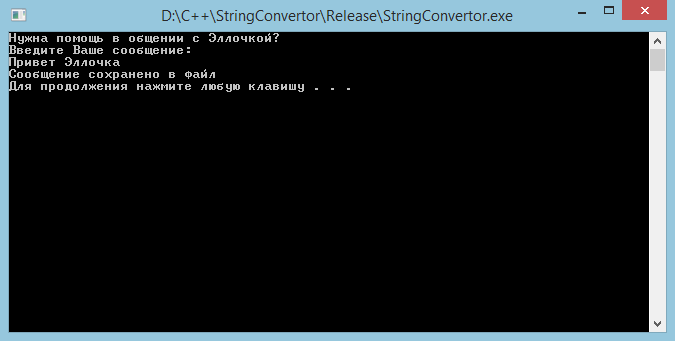 D:\C++\StringConvertor\Release\StringConvertor.exe
Нужна помощь в общении с Эллочкой?
Введите Ваше сообщение:
Привет Эллочка
Сообщение сохранено в файл
Для продолжения нажмите любую клавишу . . .